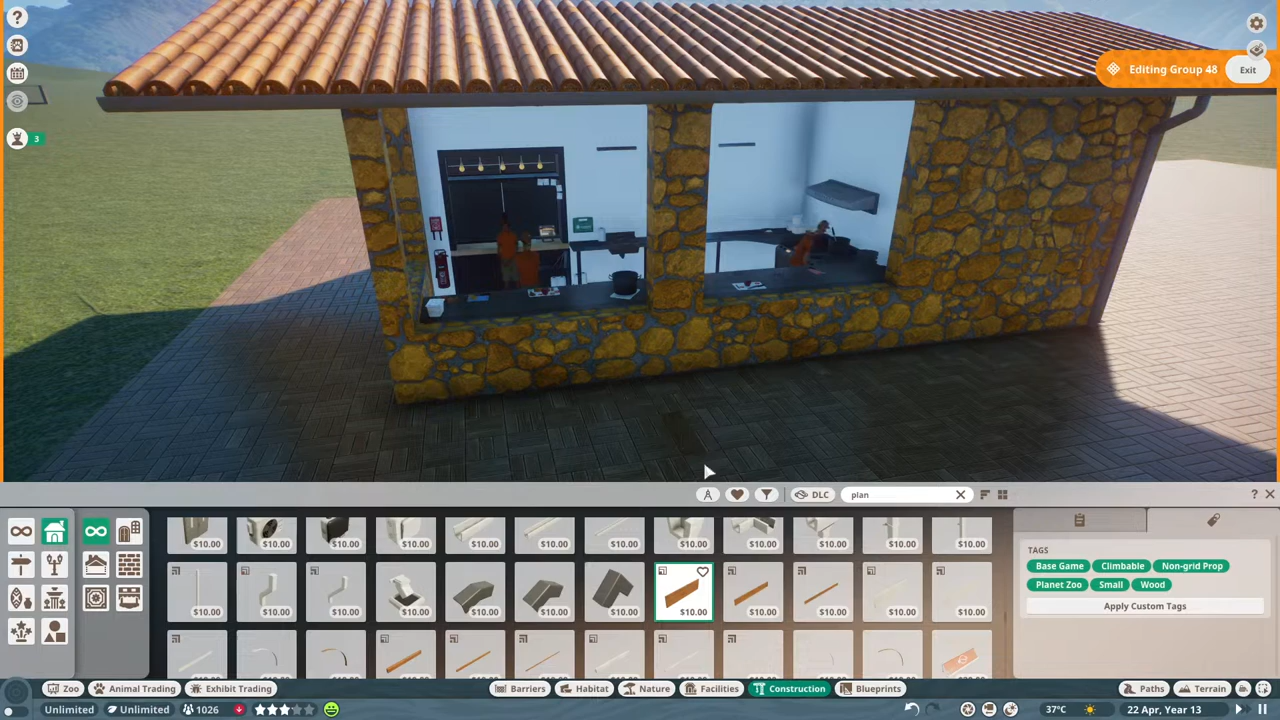 ?
Editing Group 48
Exit
3
DLC
plan
?
$10.00 $10.00 $10.00 $10.00 $10.00 $10.00 $10.00 $10.00 $10.00 $10.00 $10.00 $10.00
$10.00 $10.00 $10.00 $10.00 $10.00 $10.00 $10.00 $10.00 $10.00 $10.00 $10.00 $10.00
TAGS
Base Game Climbable Non-grid Prop
Planet Zoo Small Wood
Apply Custom Tags
Zoo Animal Trading Exhibit Trading Barriers Habitat Nature Facilities Construction Blueprints Paths Terrain
Unlimited Unlimited 1026 37°C 22 Apr, Year 13